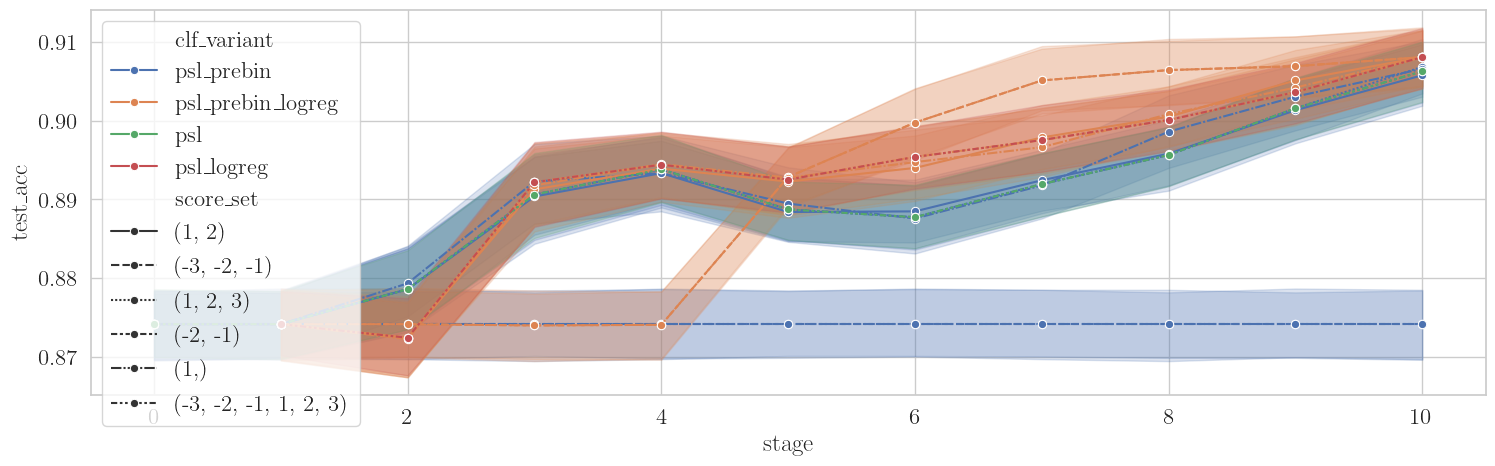 clf_variant
psl_prebin
psl_prebin_logreg
psl
psl_logreg
score_set
(1, 2)
(-3, -2, -1)
(1, 2, 3)
(-2, -1)
(1,)
(-3, -2, -1, 1, 2, 3)
test_acc
0.91
0.90
0.89
0.88
0.87
0 2 4 6 8 10
stage